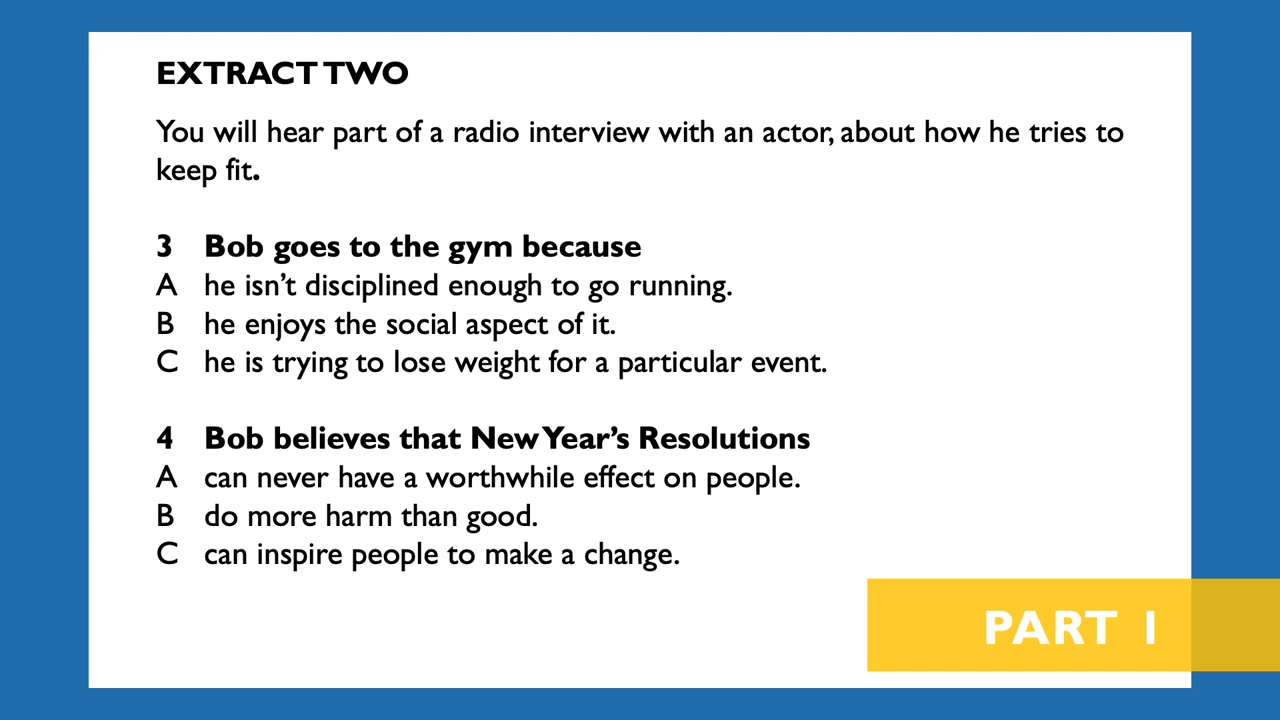 EXTRACT TWO
You will hear part of a radio interview with an actor, about how he tries to
keep fit.
3 Bob goes to the gym because
A he isn't disciplined enough to go running.
B he enjoys the social aspect of it.
C he is trying to lose weight for a particular event.
4 Bob believes that New Year's Resolutions
A can never have a worthwhile effect on people.
B do more harm than good.
C can inspire people to make a change.
PART 1